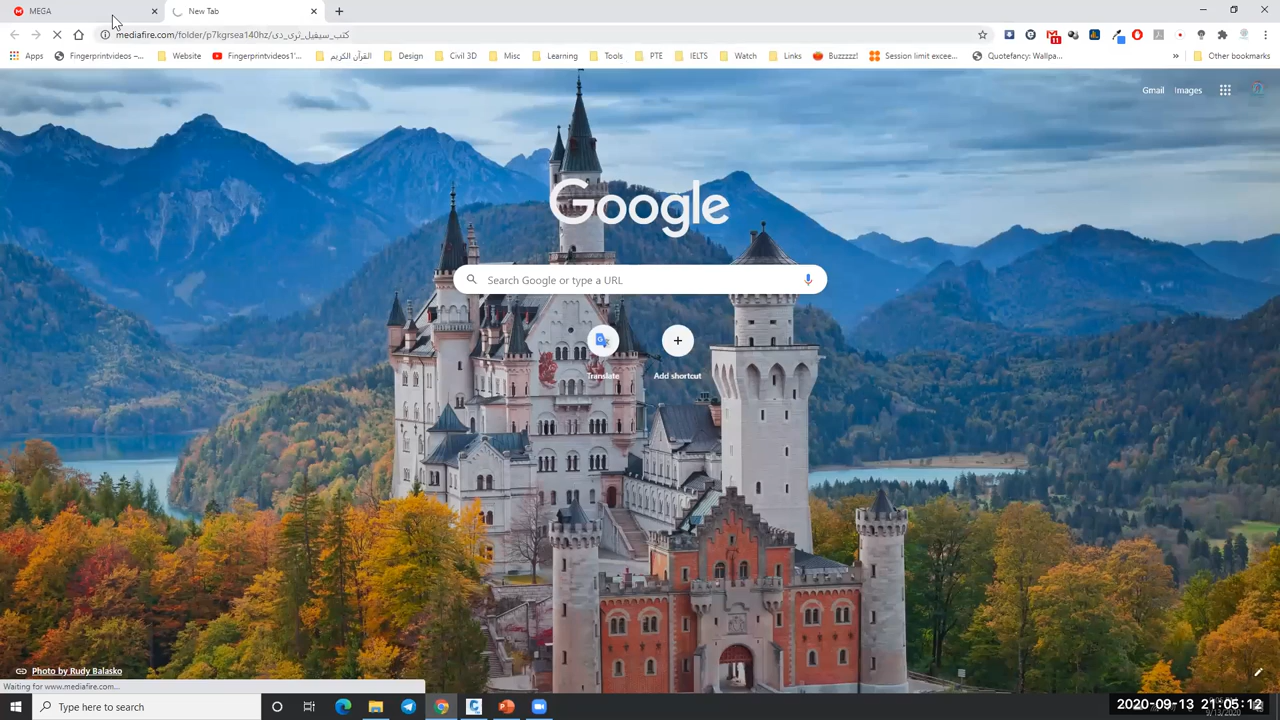 MEGA
New Tab
mediafire.com/folder/p7kgrsea140hz/كتب_سيفيل_ثرى_دى
Apps
Fingerprintvideos –...
Website
Fingerprintvideos1'...
القرآن الكريم
Design
Civil 3D
Misc
Learning
Tools
PTE
IELTS
Watch
Links
Buzzzzz!
Session limit excee...
Quotefancy: Wallpa...
»
Other bookmarks
11
Gmail
Images
Google
Search Google or type a URL
Translate
Add shortcut
Photo by Rudy Balasko
Waiting for www.mediafire.com...
Type here to search
2020-09-13 21:05:12